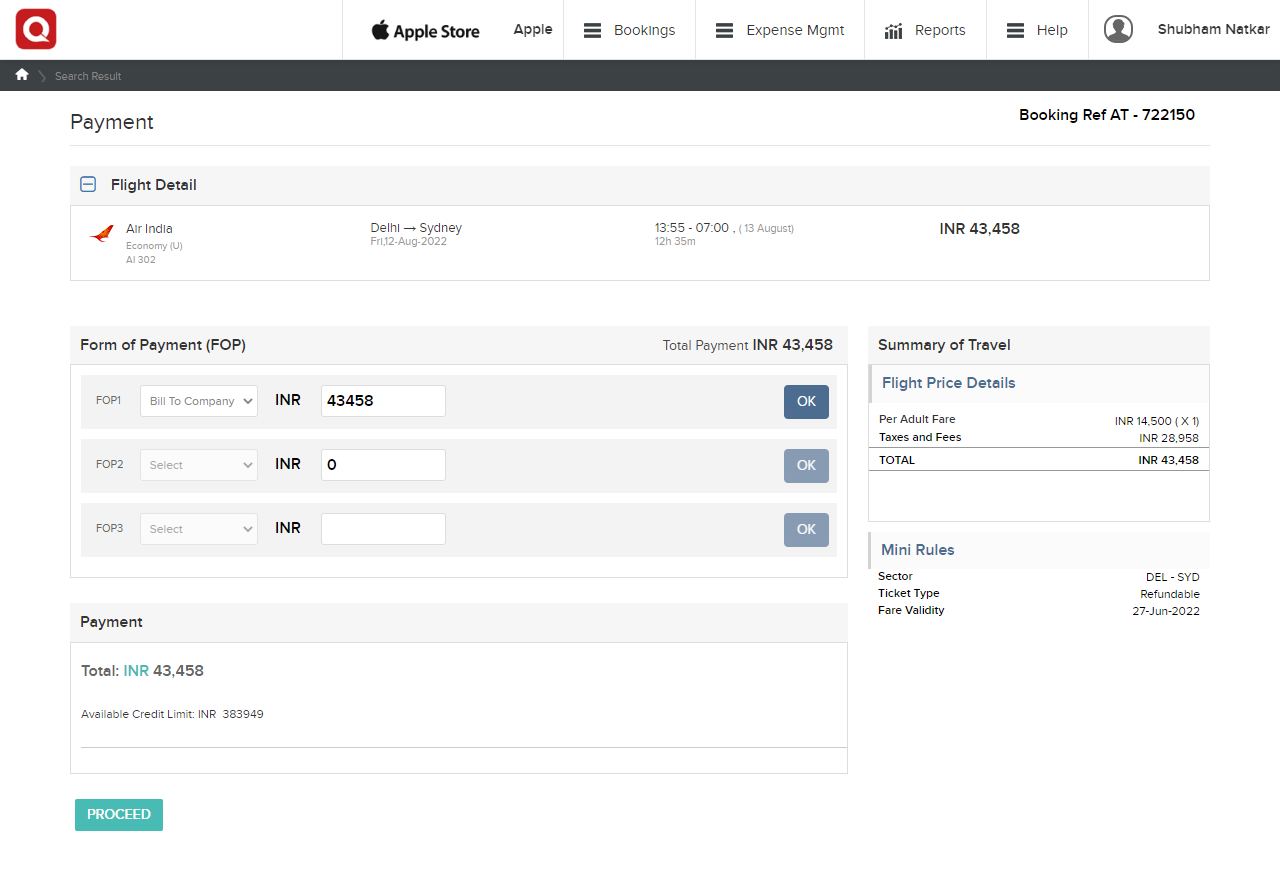 Q
Apple Store
Apple
Bookings
Expense Mgmt
Reports
Help
Shubham Natkar
Search Result
Payment
Booking Ref AT - 722150
Flight Detail
Air India
Economy (U)
AI 302
Delhi → Sydney
Fri,12-Aug-2022
13:55 - 07:00 , ( 13 August)
12h 35m
INR 43,458
Form of Payment (FOP)
Total Payment INR 43,458
FOP1 Bill To Company INR 43458 OK
FOP2 Select INR 0 OK
FOP3 Select INR OK
Payment
Total: INR 43,458
Available Credit Limit: INR 383949
PROCEED
Summary of Travel
Flight Price Details
Per Adult Fare INR 14,500 ( X 1)
Taxes and Fees INR 28,958
TOTAL INR 43,458
Mini Rules
Sector DEL - SYD
Ticket Type Refundable
Fare Validity 27-Jun-2022